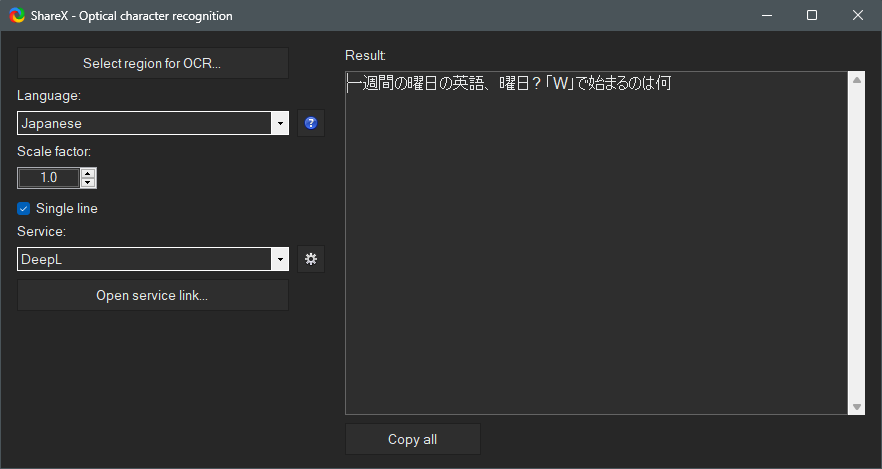 ShareX - Optical character recognition
Select region for OCR...
Language:
Japanese
?
Scale factor:
1.0
Single line
Service:
DeepL
Open service link...
Result:
一週間の曜日の英語、曜日?「W」で始まるのは何
Copy all